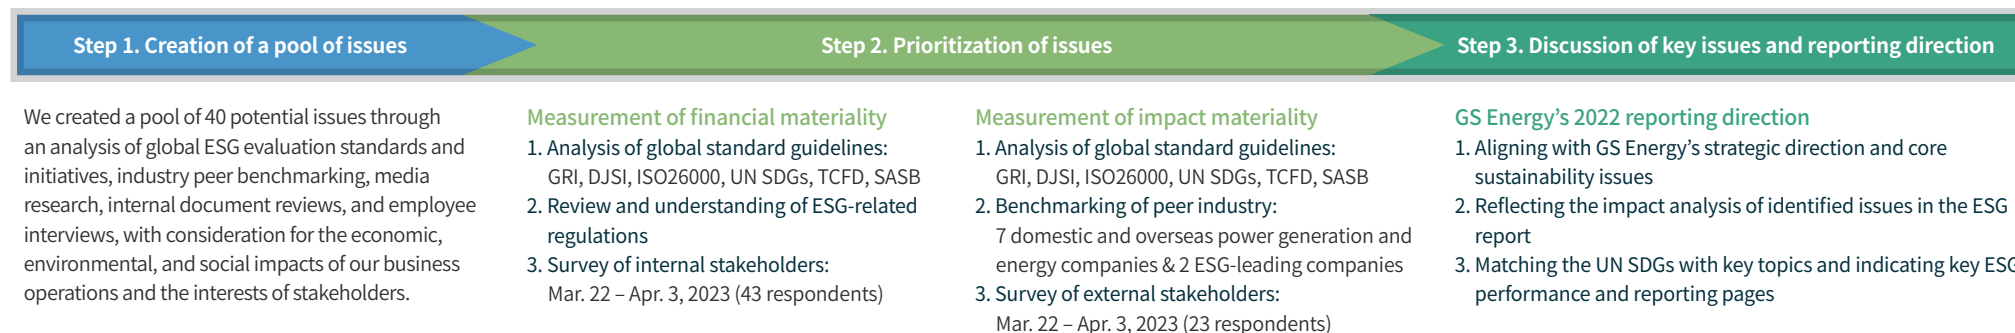 Step 1. Creation of a pool of issues
Step 2. Prioritization of issues
Step 3. Discussion of key issues and reporting direction
We created a pool of 40 potential issues through
an analysis of global ESG evaluation standards and
initiatives, industry peer benchmarking, media
research, internal document reviews, and employee
interviews, with consideration for the economic,
environmental, and social impacts of our business
operations and the interests of stakeholders.
Measurement of financial materiality
1. Analysis of global standard guidelines:
GRI, DJSI, ISO26000, UN SDGs, TCFD, SASB
2. Review and understanding of ESG-related
regulations
3. Survey of internal stakeholders:
Mar. 22 – Apr. 3, 2023 (43 respondents)
Measurement of impact materiality
1. Analysis of global standard guidelines:
GRI, DJSI, ISO26000, UN SDGs, TCFD, SASB
2. Benchmarking of peer industry:
7 domestic and overseas power generation and
energy companies & 2 ESG-leading companies
3. Survey of external stakeholders:
Mar. 22 – Apr. 3, 2023 (23 respondents)
GS Energy’s 2022 reporting direction
1. Aligning with GS Energy’s strategic direction and core
sustainability issues
2. Reflecting the impact analysis of identified issues in the ESG
report
3. Matching the UN SDGs with key topics and indicating key ESG
performance and reporting pages